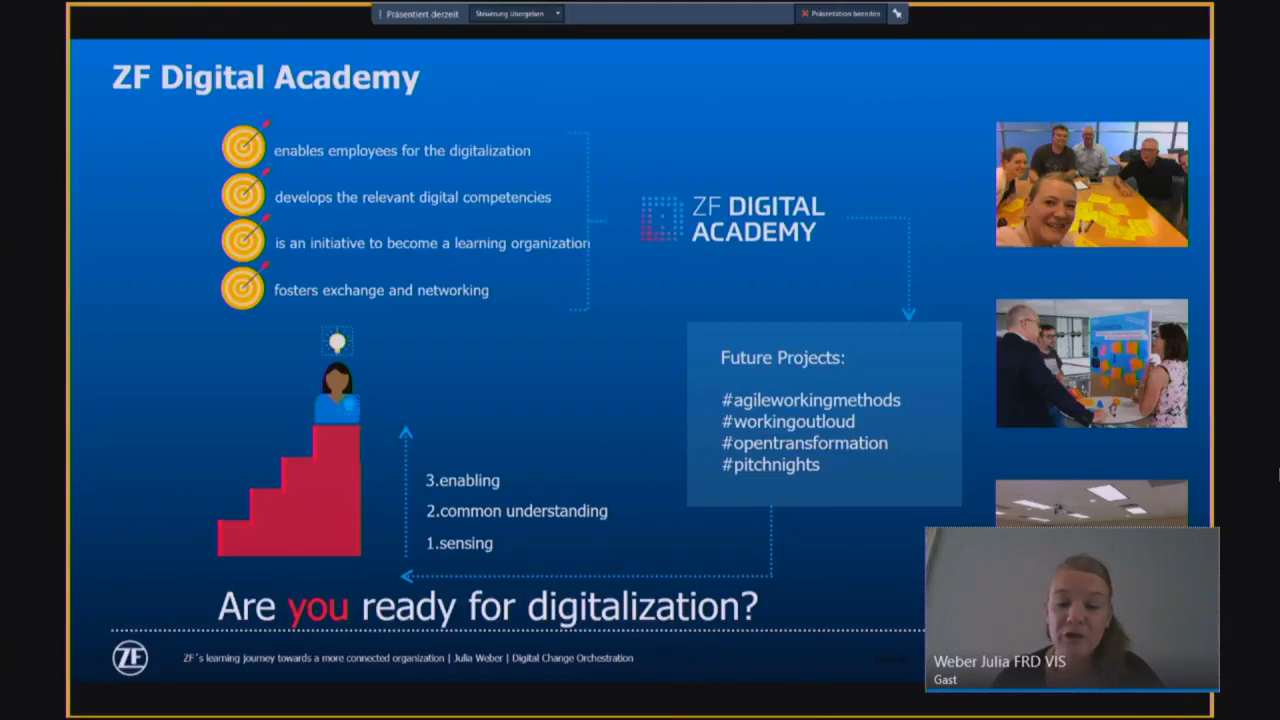 Präsentiert derzeit
Steuerung übergeben
Präsentation beenden
ZF Digital Academy
enables employees for the digitalization
develops the relevant digital competencies
is an initiative to become a learning organization
fosters exchange and networking
ZF DIGITAL
ACADEMY
Future Projects:
#agileworkingmethods
#workingoutloud
#opentransformation
#pitchnights
3.enabling
2.common understanding
1.sensing
Are you ready for digitalization?
ZF
ZF´s learning journey towards a more connected organization | Julia Weber | Digital Change Orchestration
Weber Julia FRD VIS
Gast